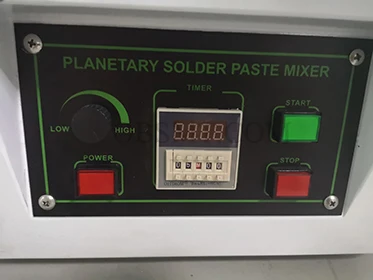 PLANETARY SOLDER PASTE MIXER
TIMER
START
LOW
HIGH
POWER
STOP